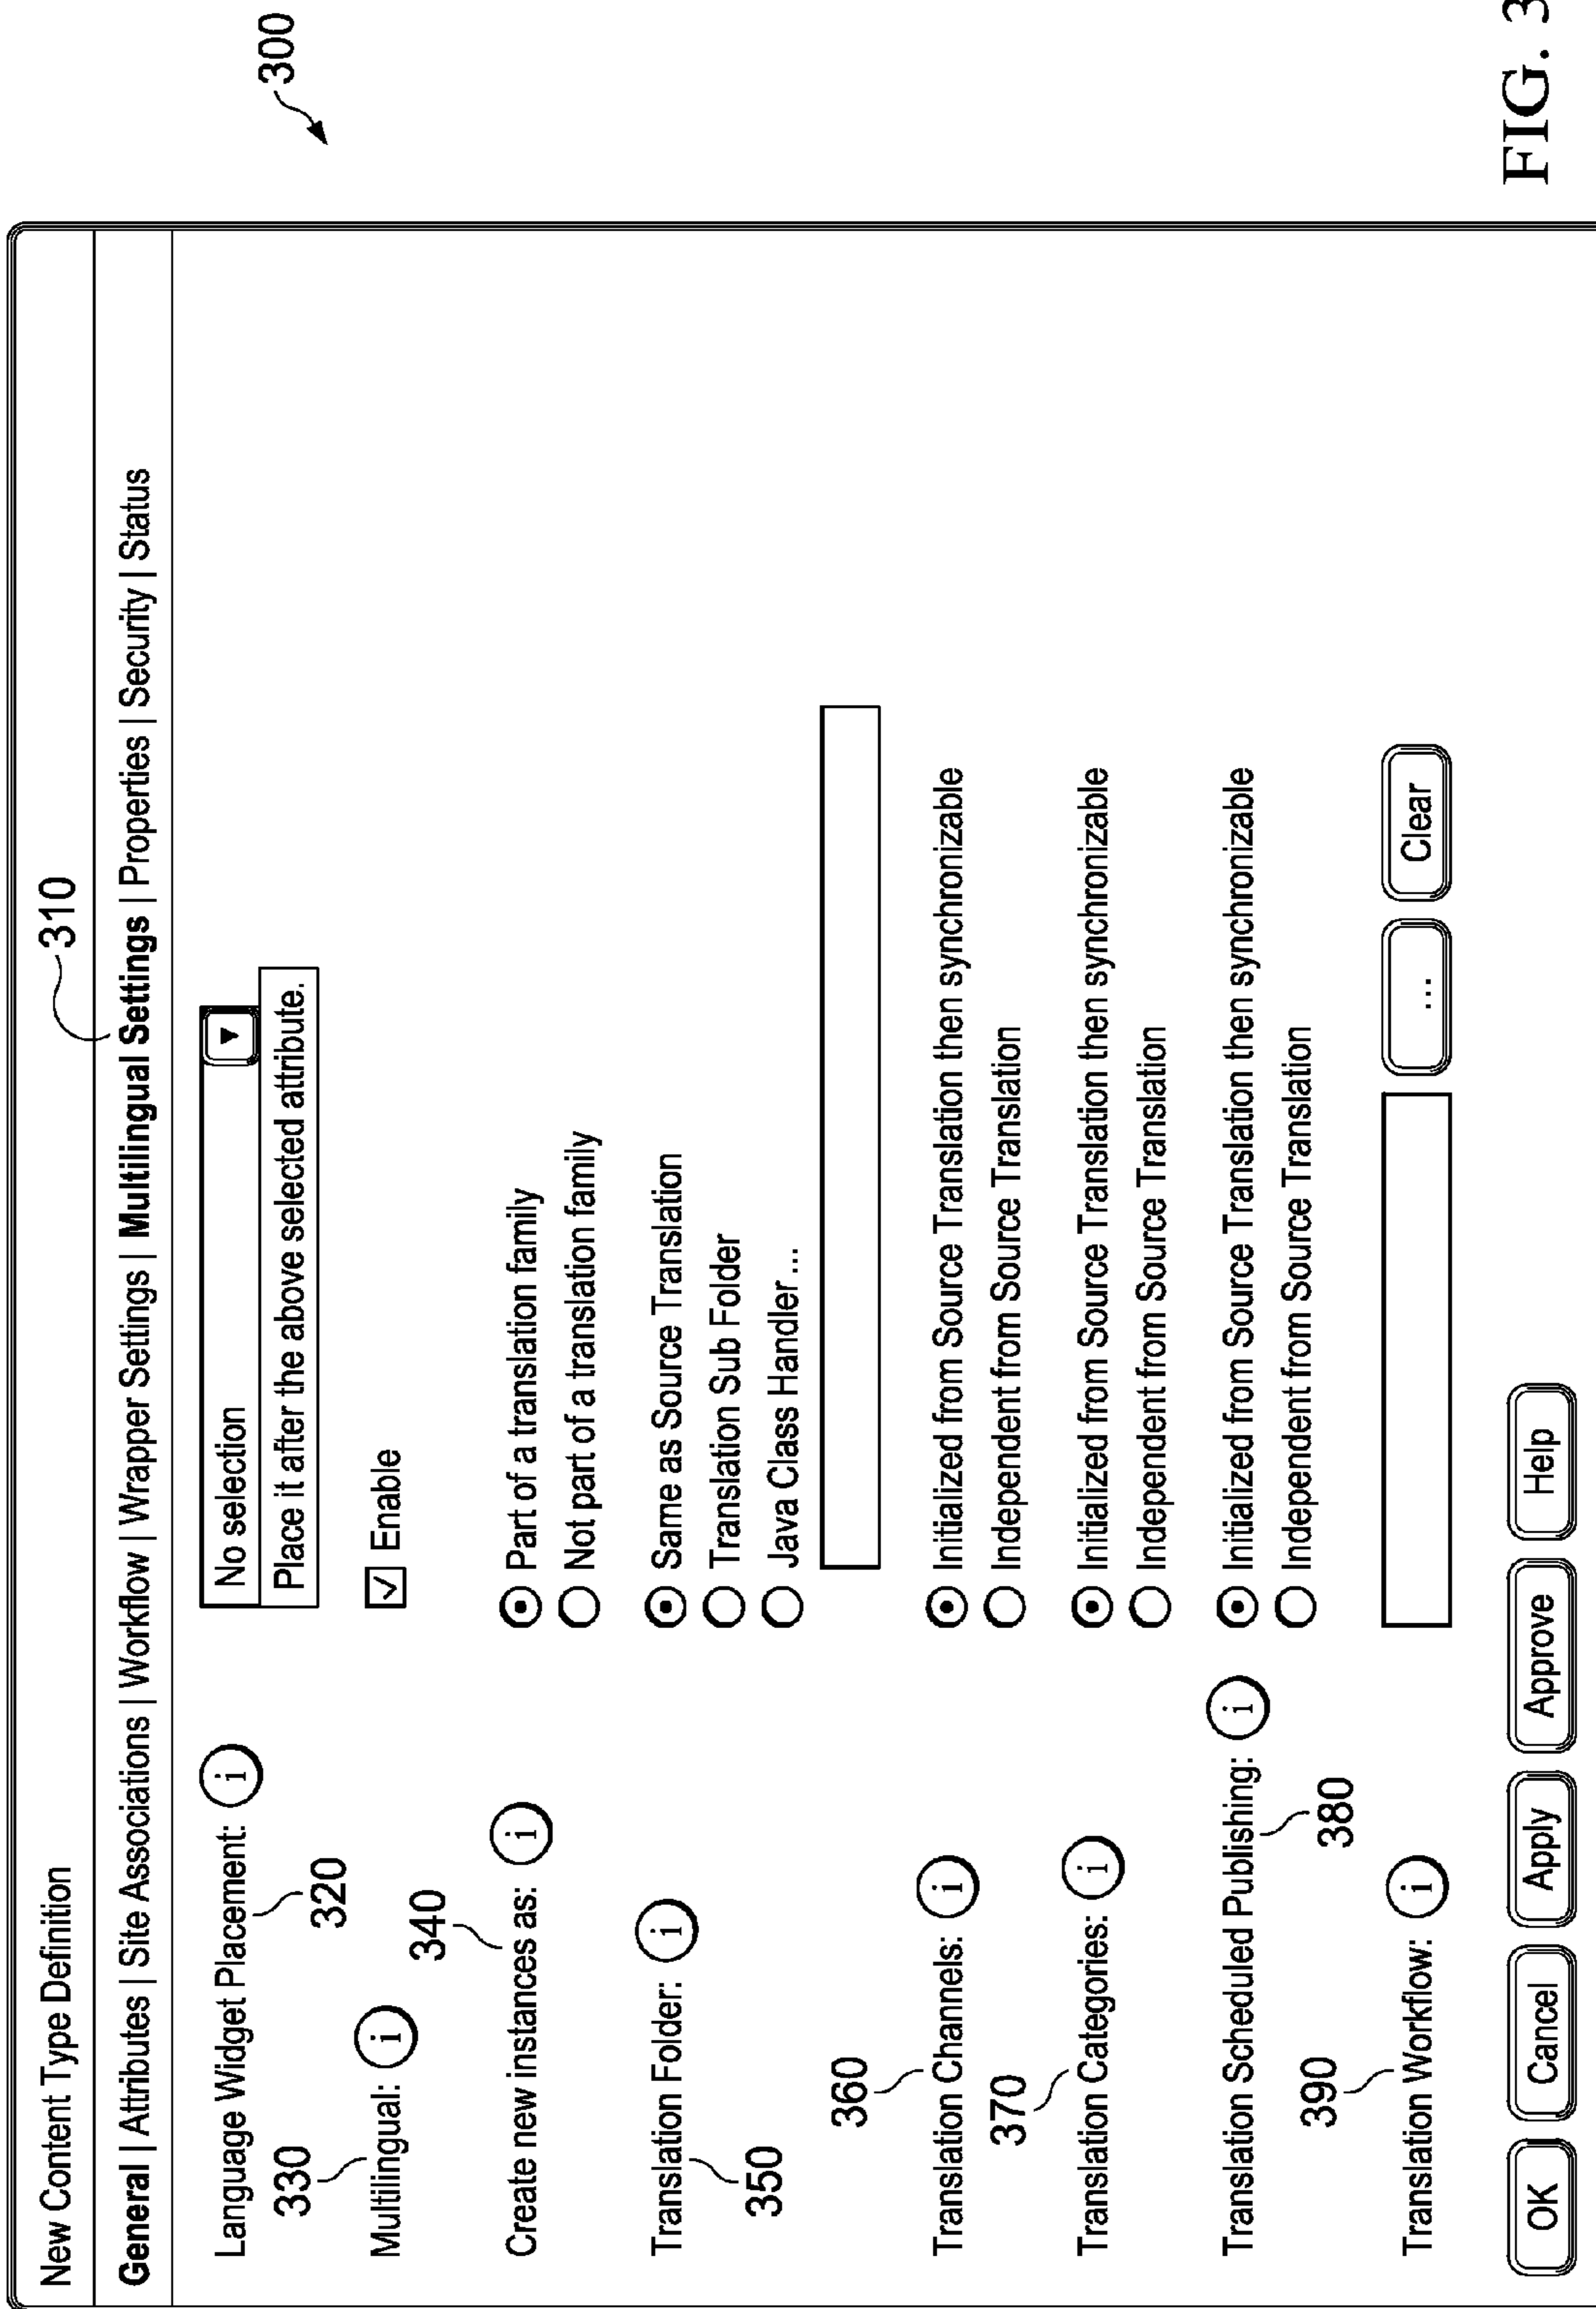 New Content Type Definition
310
General | Attributes | Site Associations | Workflow | Wrapper Settings | Multilingual Settings | Properties | Security | Status
300
Language Widget Placement: i
No selection ▼
Place it after the above selected attribute.
320
330
Multilingual: i
Enable
340
Create new instances as: i
Part of a translation family
Not part of a translation family
Translation Folder: i
Same as Source Translation
Translation Sub Folder
Java Class Handler...
350
360
Translation Channels: i
Initialized from Source Translation then synchronizable
Independent from Source Translation
370
Translation Categories: i
Initialized from Source Translation then synchronizable
Independent from Source Translation
Translation Scheduled Publishing: i
Initialized from Source Translation then synchronizable
Independent from Source Translation
380
390
Translation Workflow: i
... Clear
OK Cancel Apply Approve Help
FIG. 3